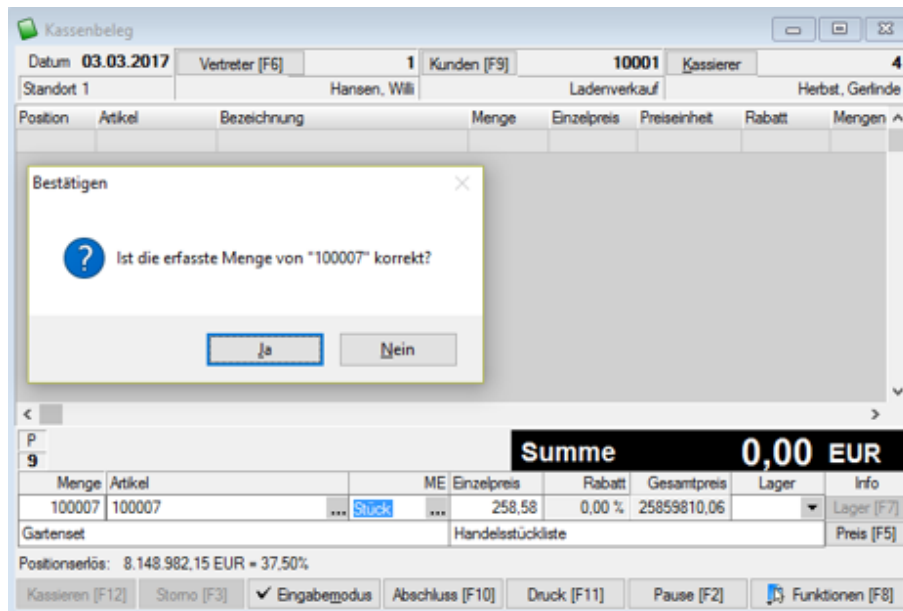 Kassenbeleg
Datum 03.03.2017 Vertreter [F6] 1 Kunden [F9] 10001 Kassierer 4
Standort 1 Hansen, Willi Ladenverkauf Herbst, Gerlinde
Position Artikel Bezeichnung Menge Einzelpreis Preiseinheit Rabatt Mengen
Bestätigen
Ist die erfasste Menge von "100007" korrekt?
Ja Nein
P
9
Summe 0,00 EUR
Menge Artikel ME Einzelpreis Rabatt Gesamtpreis Lager Info
100007 100007 ... Stück ... 258,58 0,00 % 25859810,06 Lager [F7]
Gartenset Handelsstückliste Preis [F5]
Positionserlös: 8.148.982,15 EUR = 37,50%
Kassieren [F12] Storno [F3] Eingabemodus Abschluss [F10] Druck [F11] Pause [F2] Funktionen [F8]